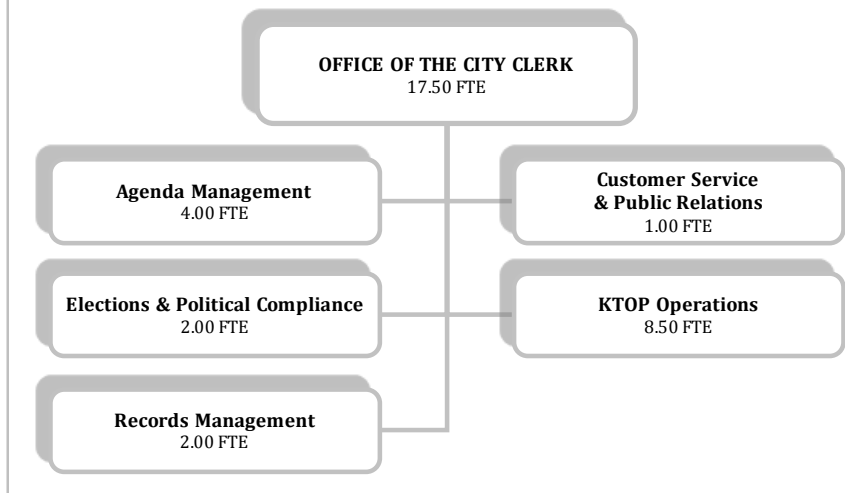 OFFICE OF THE CITY CLERK
17.50 FTE
Agenda Management
4.00 FTE
Customer Service
& Public Relations
1.00 FTE
Elections & Political Compliance
2.00 FTE
KTOP Operations
8.50 FTE
Records Management
2.00 FTE